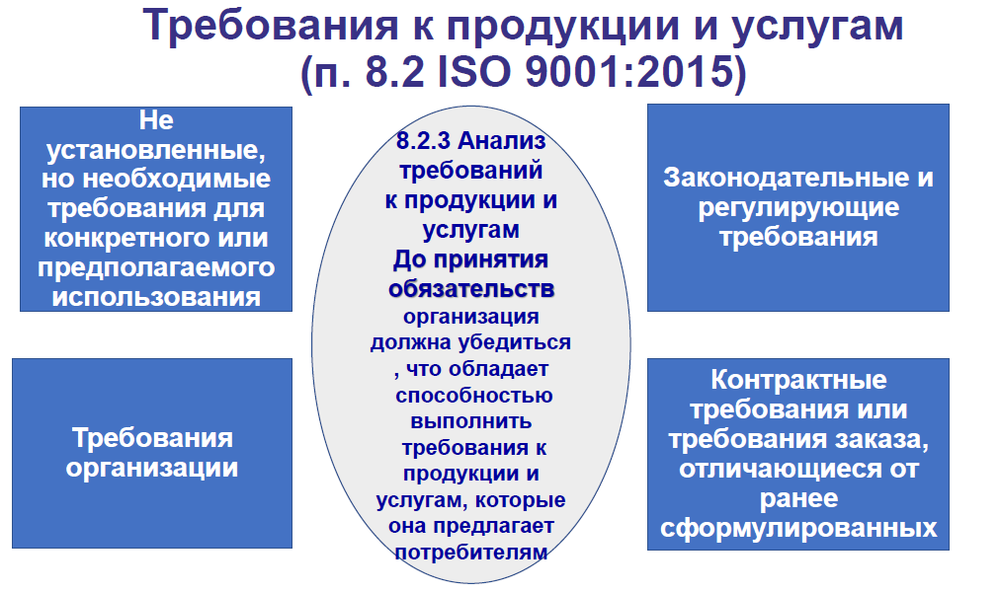 Требования к продукции и услугам
(п. 8.2 ISO 9001:2015)
Не
установленные,
но необходимые
требования для
конкретного или
предполагаемого
использования
8.2.3 Анализ
требований
к продукции и
услугам
До принятия
обязательств
организация
должна убедиться
, что обладает
способностью
выполнить
требования к
продукции и
услугам, которые
она предлагает
потребителям
Законодательные и
регулирующие
требования
Требования
организации
Контрактные
требования или
требования заказа,
отличающиеся от
ранее
сформулированных